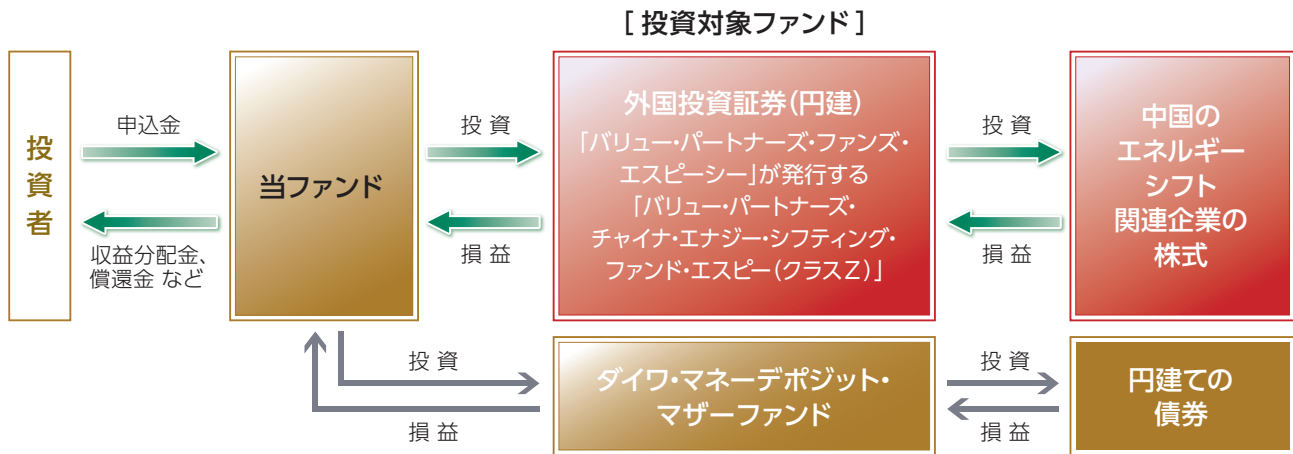 [ 投資対象ファンド ]
投資者
申込金
収益分配金、
償還金 など
当ファンド
投 資
損 益
外国投資証券(円建)
「バリュー・パートナーズ・ファンズ・
エスピーシー」が発行する
「バリュー・パートナーズ・
チャイナ・エナジー・シフティング・
ファンド・エスピー(クラスZ)」
投 資
損 益
中国の
エネルギー
シフト
関連企業の
株式
投 資
損 益
ダイワ・マネーデポジット・
マザーファンド
投 資
損 益
円建ての
債券